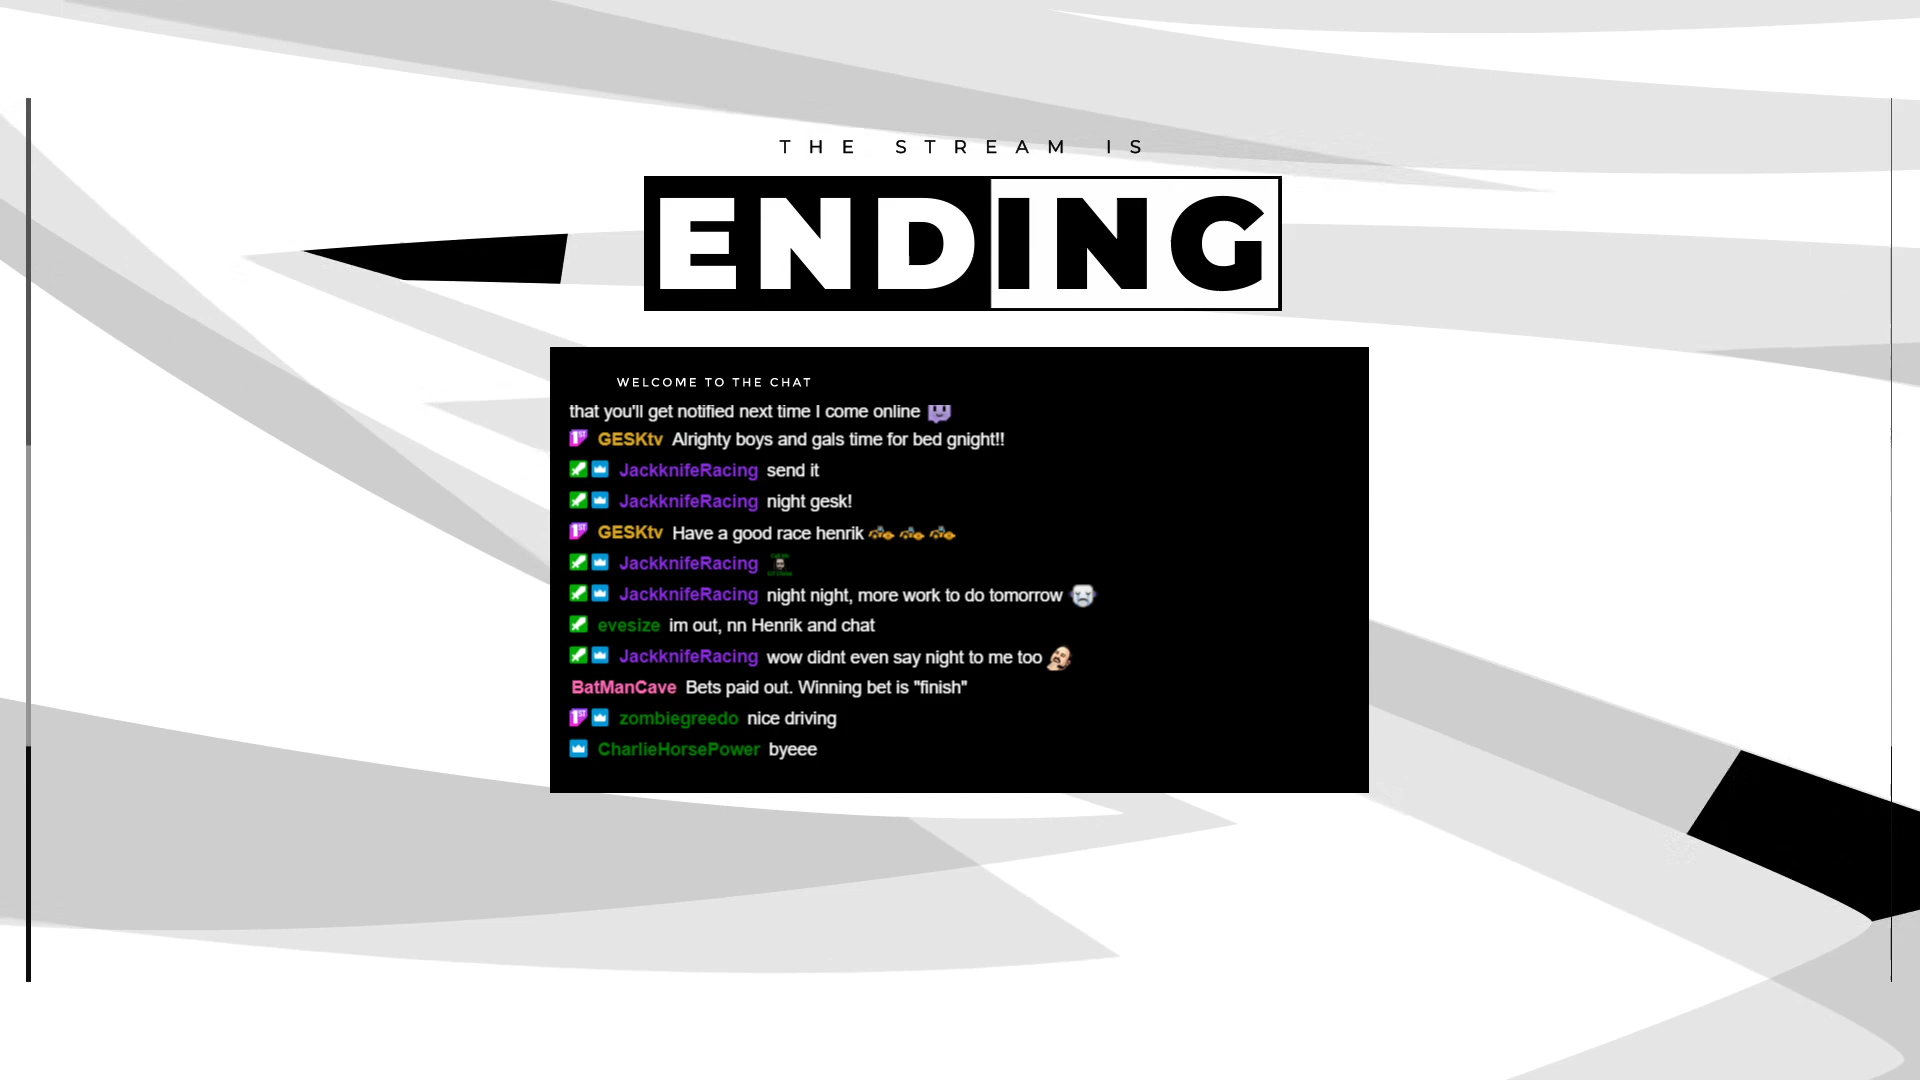 THE STREAM IS
ENDING
WELCOME TO THE CHAT
that you'll get notified next time I come online
GESKtv Alrighty boys and gals time for bed gnight!!
JackknifeRacing send it
JackknifeRacing night gesk!
GESKtv Have a good race henrik
JackknifeRacing
JackknifeRacing night night, more work to do tomorrow
evesize im out, nn Henrik and chat
JackknifeRacing wow didnt even say night to me too
BatManCave Bets paid out. Winning bet is "finish"
zombiegreedo nice driving
CharlieHorsePower byeee